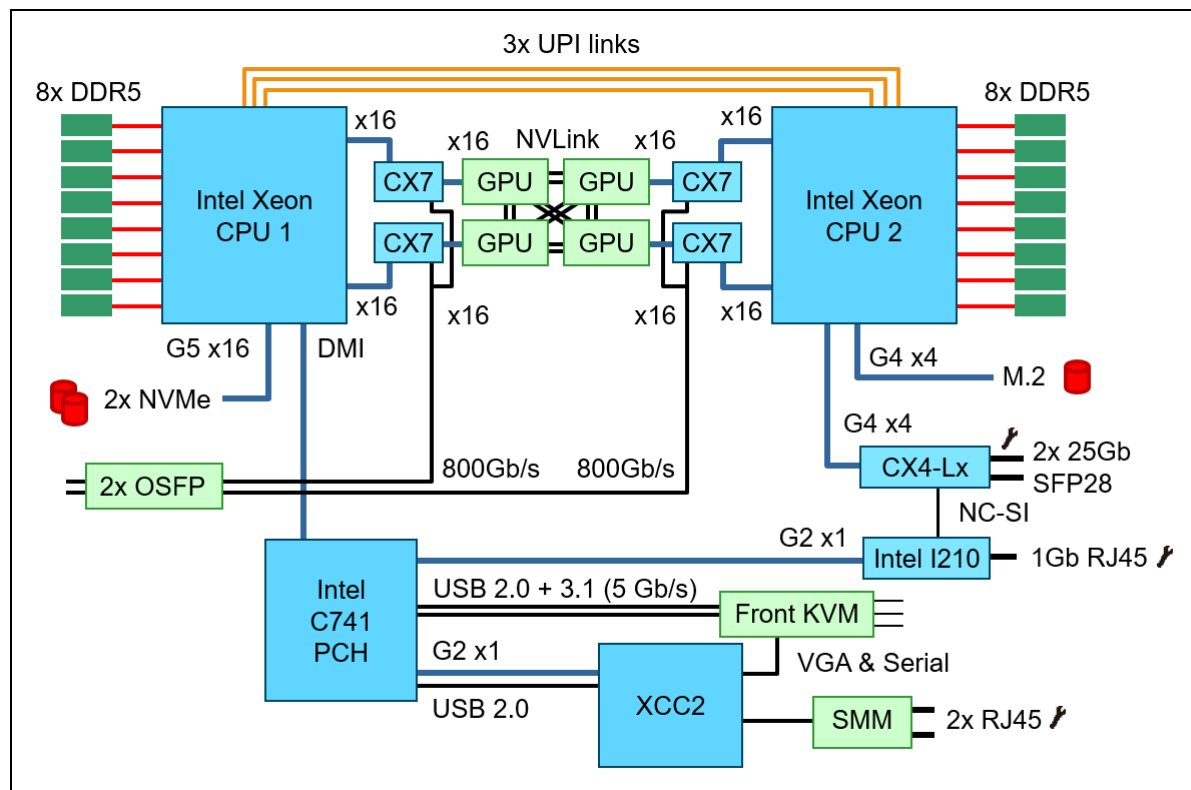 3x UPI links
8x DDR5
8x DDR5
x16
x16
NVLink
x16
x16
Intel Xeon
CPU 1
CX7
GPU
GPU
CX7
Intel Xeon
CPU 2
CX7
GPU
GPU
CX7
x16
x16
x16
x16
G5 x16
DMI
G4 x4
M.2
2x NVMe
G4 x4
2x OSFP
800Gb/s
800Gb/s
CX4-Lx
2x 25Gb
SFP28
NC-SI
G2 x1
Intel I210
1Gb RJ45
Intel
C741
PCH
USB 2.0 + 3.1 (5 Gb/s)
Front KVM
G2 x1
VGA & Serial
USB 2.0
XCC2
SMM
2x RJ45